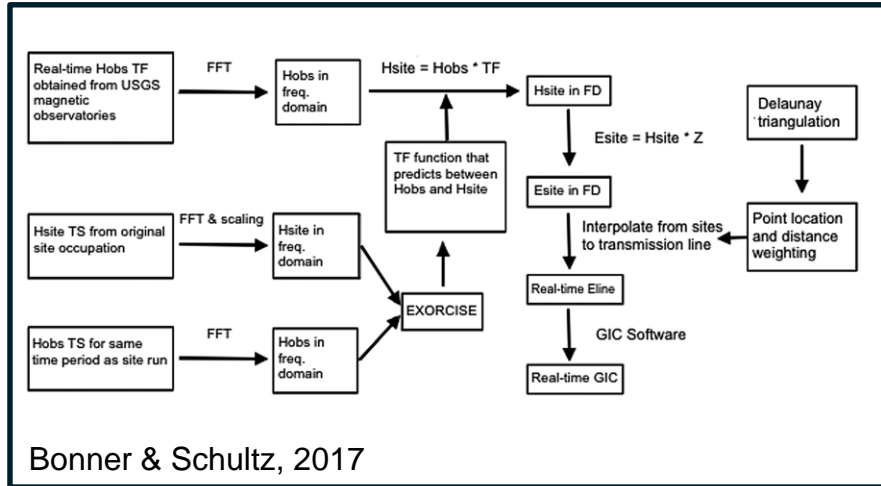 Real-time Hobs TF
obtained from USGS
magnetic
observatories
FFT
Hobs in
freq.
domain
Hsite = Hobs * TF
Hsite in FD
Esite = Hsite * Z
Esite in FD
Interpolate from sites
to transmission line
Real-time Eline
GIC Software
Real-time GIC
Delaunay
triangulation
Point location
and distance
weighting
TF function that
predicts between
Hobs and Hsite
Hsite TS from original
site occupation
FFT & scaling
Hsite in
freq.
domain
EXORCISE
Hobs TS for same
time period as site run
FFT
Hobs in
freq.
domain
Bonner & Schultz, 2017